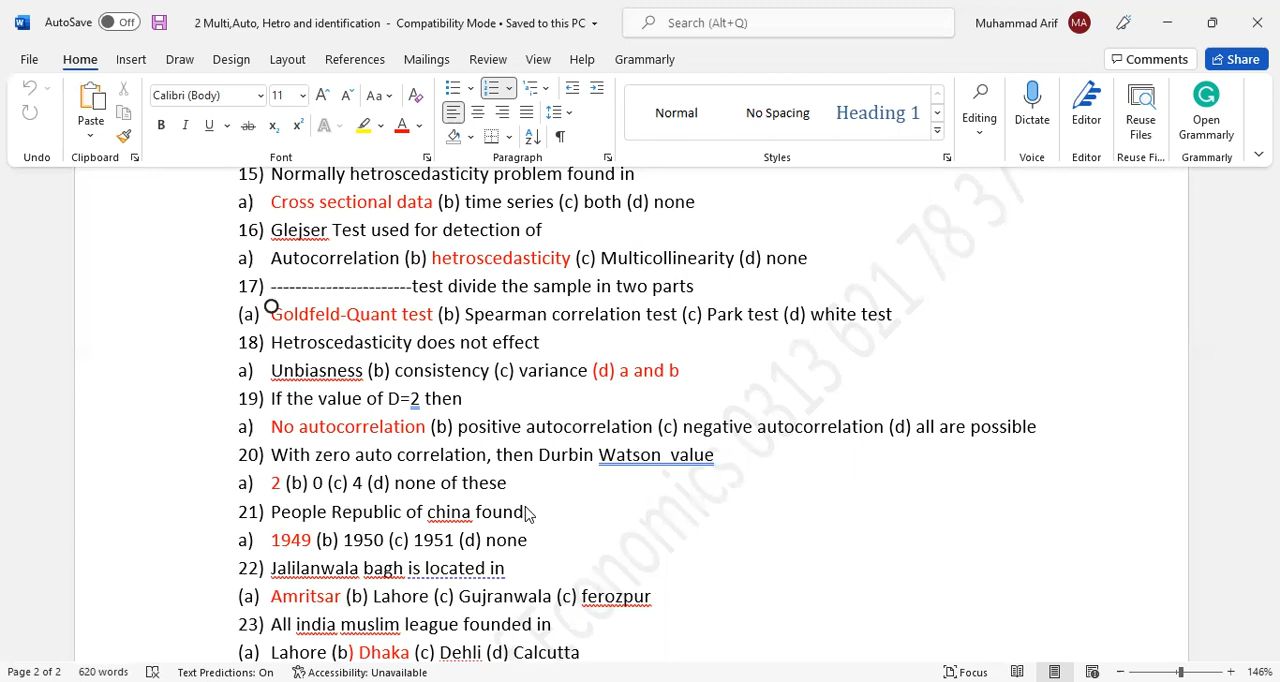 AutoSave Off 2 Multi,Auto, Hetro and identification - Compatibility Mode • Saved to this PC Search (Alt+Q) Muhammad Arif MA
File Home Insert Draw Design Layout References Mailings Review View Help Grammarly Comments Share
Calibri (Body) 11 Aa
Paste B I U ab x₂ x² A A Normal No Spacing Heading 1 Editing Dictate Editor Reuse Files Open Grammarly
Undo Clipboard Font Paragraph Styles Voice Editor Reuse Fi... Grammarly
15) Normally hetroscedasticity problem found in
a) Cross sectional data (b) time series (c) both (d) none
16) Glejser Test used for detection of
a) Autocorrelation (b) hetroscedasticity (c) Multicollinearity (d) none
17) -----------------------test divide the sample in two parts
(a) Goldfeld-Quant test (b) Spearman correlation test (c) Park test (d) white test
18) Hetroscedasticity does not effect
a) Unbiasness (b) consistency (c) variance (d) a and b
19) If the value of D=2 then
a) No autocorrelation (b) positive autocorrelation (c) negative autocorrelation (d) all are possible
20) With zero auto correlation, then Durbin Watson value
a) 2 (b) 0 (c) 4 (d) none of these
21) People Republic of china found
a) 1949 (b) 1950 (c) 1951 (d) none
22) Jalilanwala bagh is located in
(a) Amritsar (b) Lahore (c) Gujranwala (c) ferozpur
23) All india muslim league founded in
(a) Lahore (b) Dhaka (c) Dehli (d) Calcutta
Economics 0313 621 78 37
Page 2 of 2 620 words Text Predictions: On Accessibility: Unavailable Focus 146%